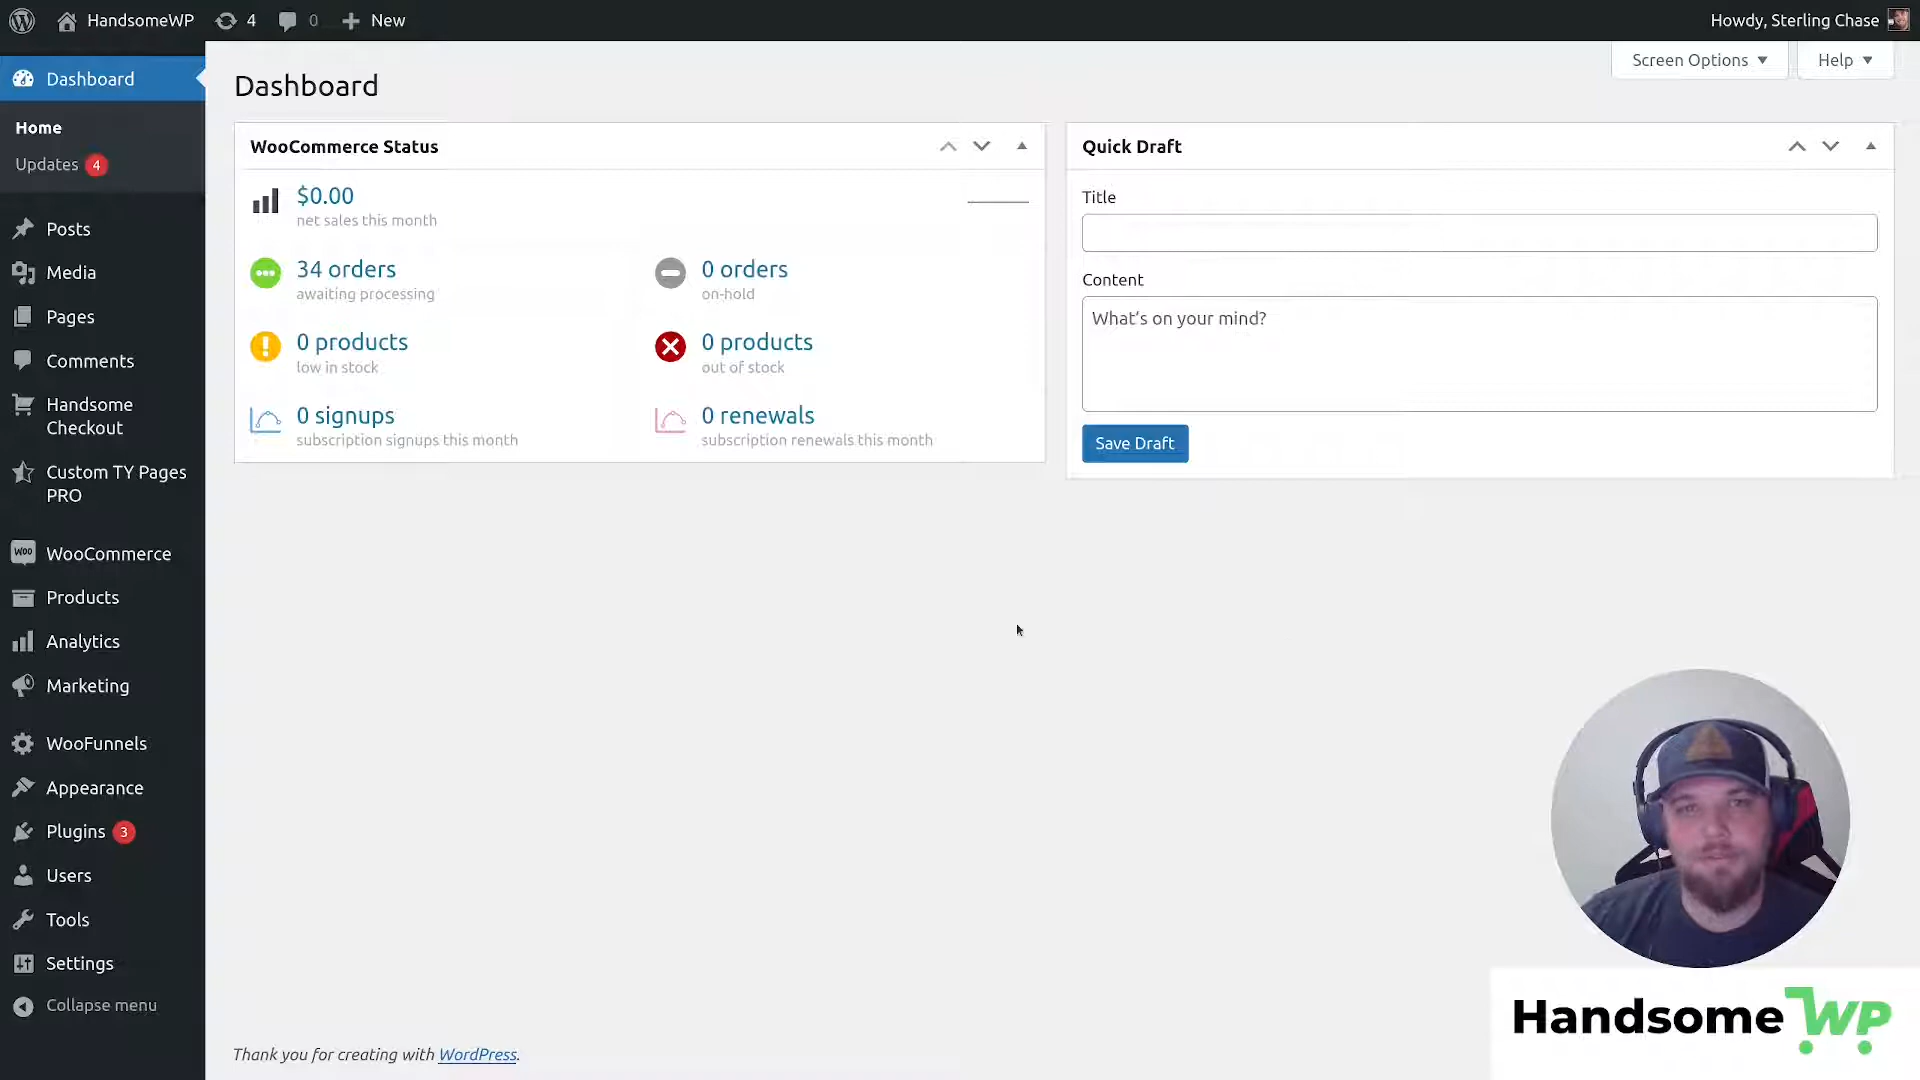 HandsomeWP
4
0
New
Howdy, Sterling Chase
Dashboard
Home
Updates 4
Posts
Media
Pages
Comments
Handsome
Checkout
Custom TY Pages
PRO
WOO WooCommerce
Products
Analytics
Marketing
WooFunnels
Appearance
Plugins 3
Users
Tools
Settings
Collapse menu
Screen Options
Help
Dashboard
WooCommerce Status
$0.00
net sales this month
34 orders
awaiting processing
0 orders
on-hold
0 products
low in stock
0 products
out of stock
0 signups
subscription signups this month
0 renewals
subscription renewals this month
Quick Draft
Title
Content
What's on your mind?
Save Draft
Thank you for creating with WordPress.
Handsome WP